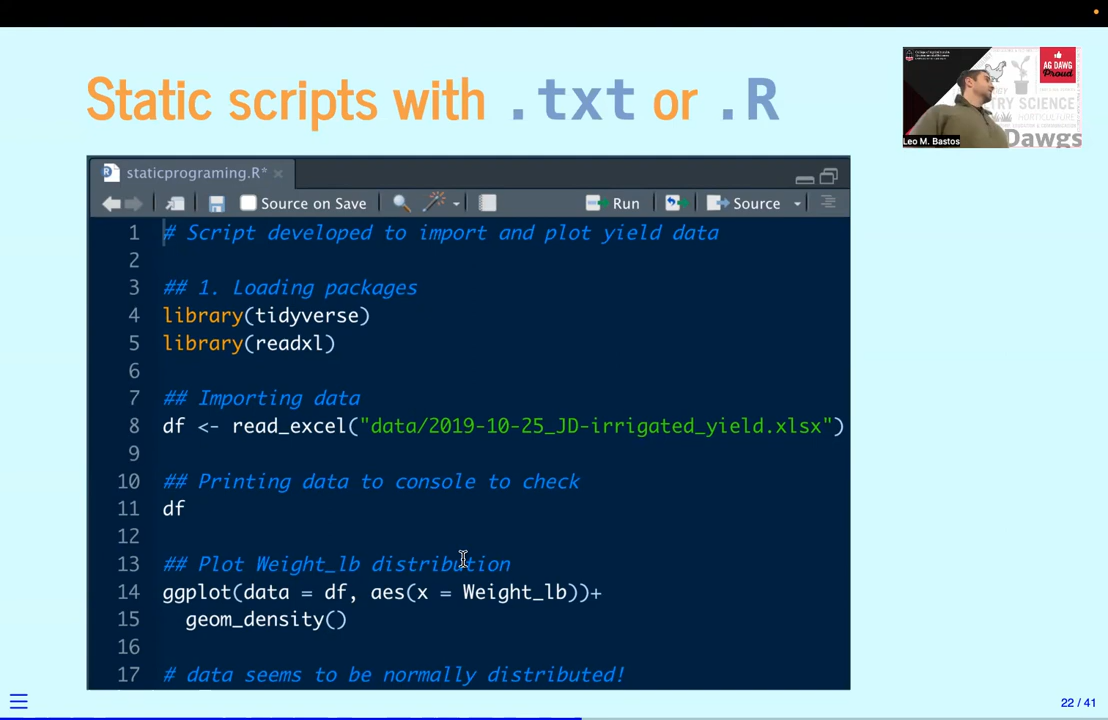 Static scripts with .txt or .R
AG DAWG
Proud
TRY SCIENCE
HORTICULTURE
Dawgs
Leo M. Bastos
staticprograming.R*
Source on Save
Run
Source
1 # Script developed to import and plot yield data
2
3 ## 1. Loading packages
4 library(tidyverse)
5 library(readxl)
6
7 ## Importing data
8 df <- read_excel("data/2019-10-25_JD-irrigated_yield.xlsx")
9
10 ## Printing data to console to check
11 df
12
13 ## Plot Weight_lb distribution
14 ggplot(data = df, aes(x = Weight_lb))+
15   geom_density()
16
17 # data seems to be normally distributed!
22 / 41